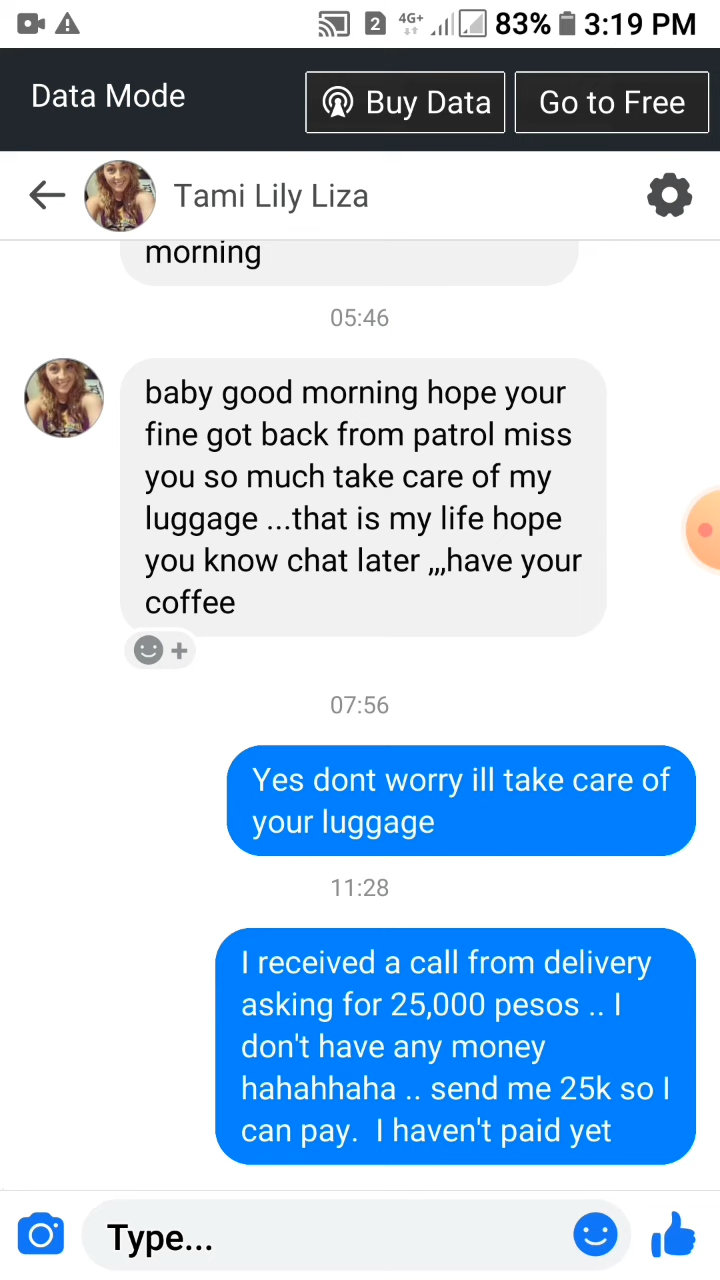 2 4G+ 83% 3:19 PM
Data Mode Buy Data Go to Free
Tami Lily Liza
morning
05:46
baby good morning hope your
fine got back from patrol miss
you so much take care of my
luggage ...that is my life hope
you know chat later ,,,have your
coffee
07:56
Yes dont worry ill take care of
your luggage
11:28
I received a call from delivery
asking for 25,000 pesos .. I
don't have any money
hahahhaha .. send me 25k so I
can pay.  I haven't paid yet
Type...